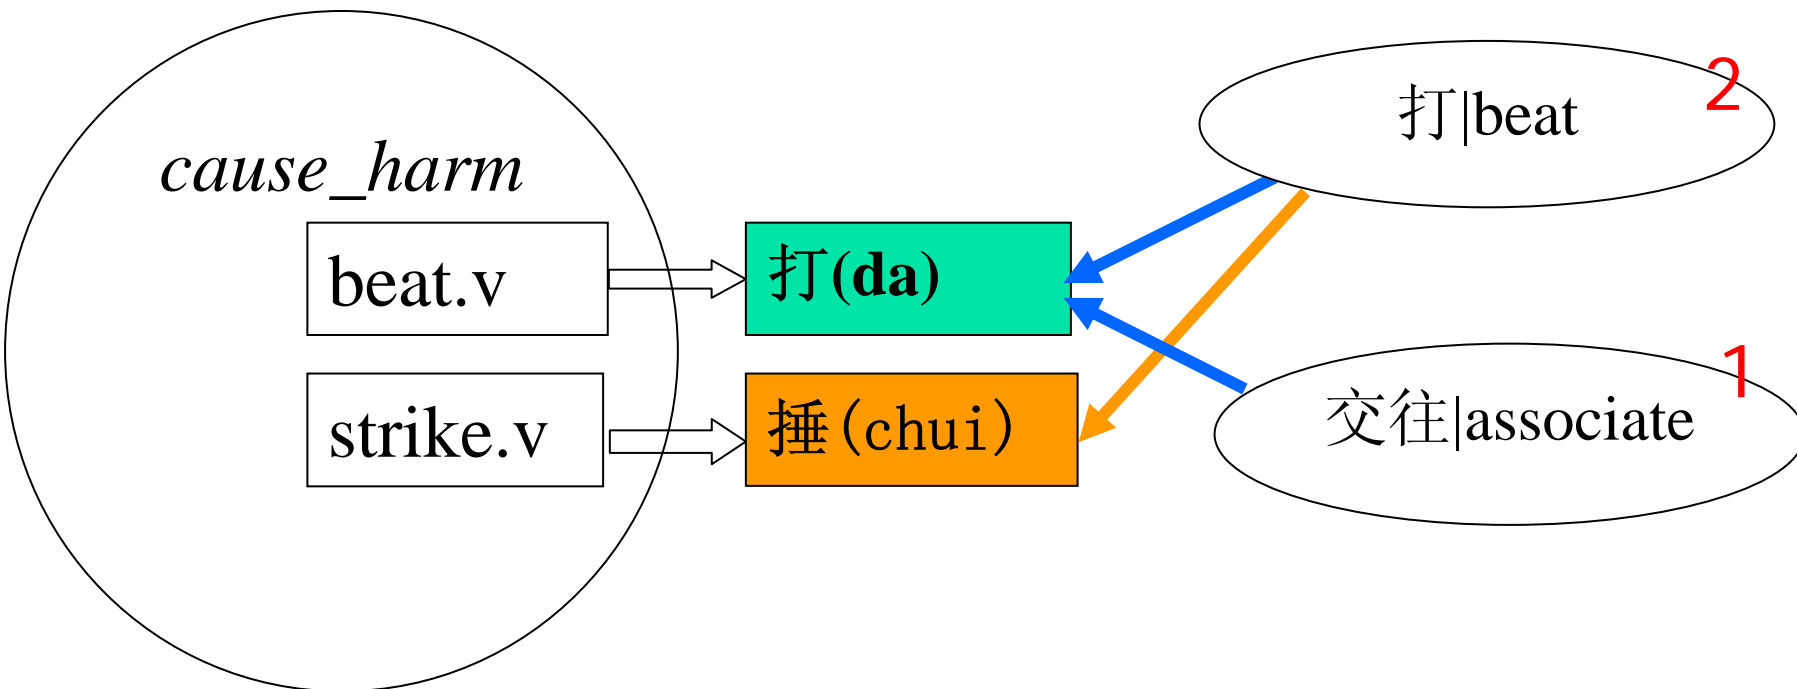 cause_harm
beat.v
strike.v
打(da)
捶(chui)
打|beat
2
交往|associate
1